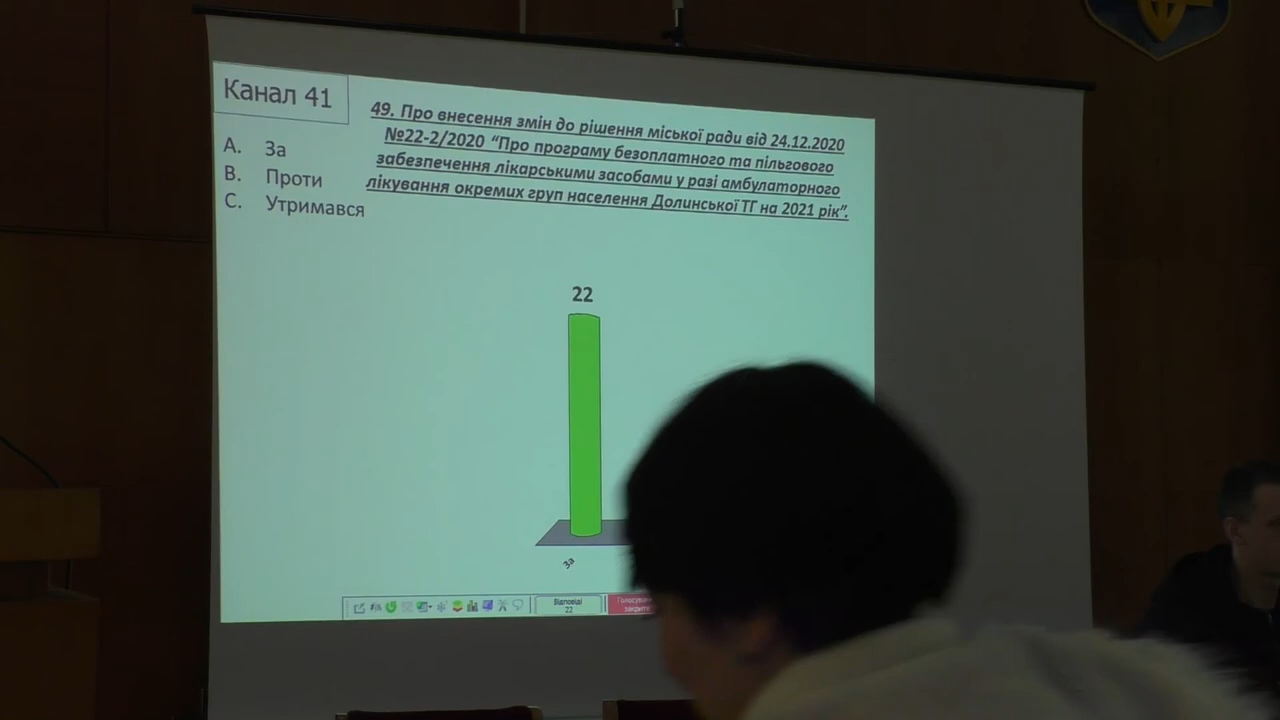 Канал 41
49. Про внесення змін до рішення міської ради від 24.12.2020
№22-2/2020 “Про програму безоплатного та пільгового
забезпечення лікарськими засобами у разі амбулаторного
лікування окремих груп населення Долинської ТГ на 2021 рік”.
A. За
B. Проти
C. Утримався
22
За
Відповіді
22
закрите